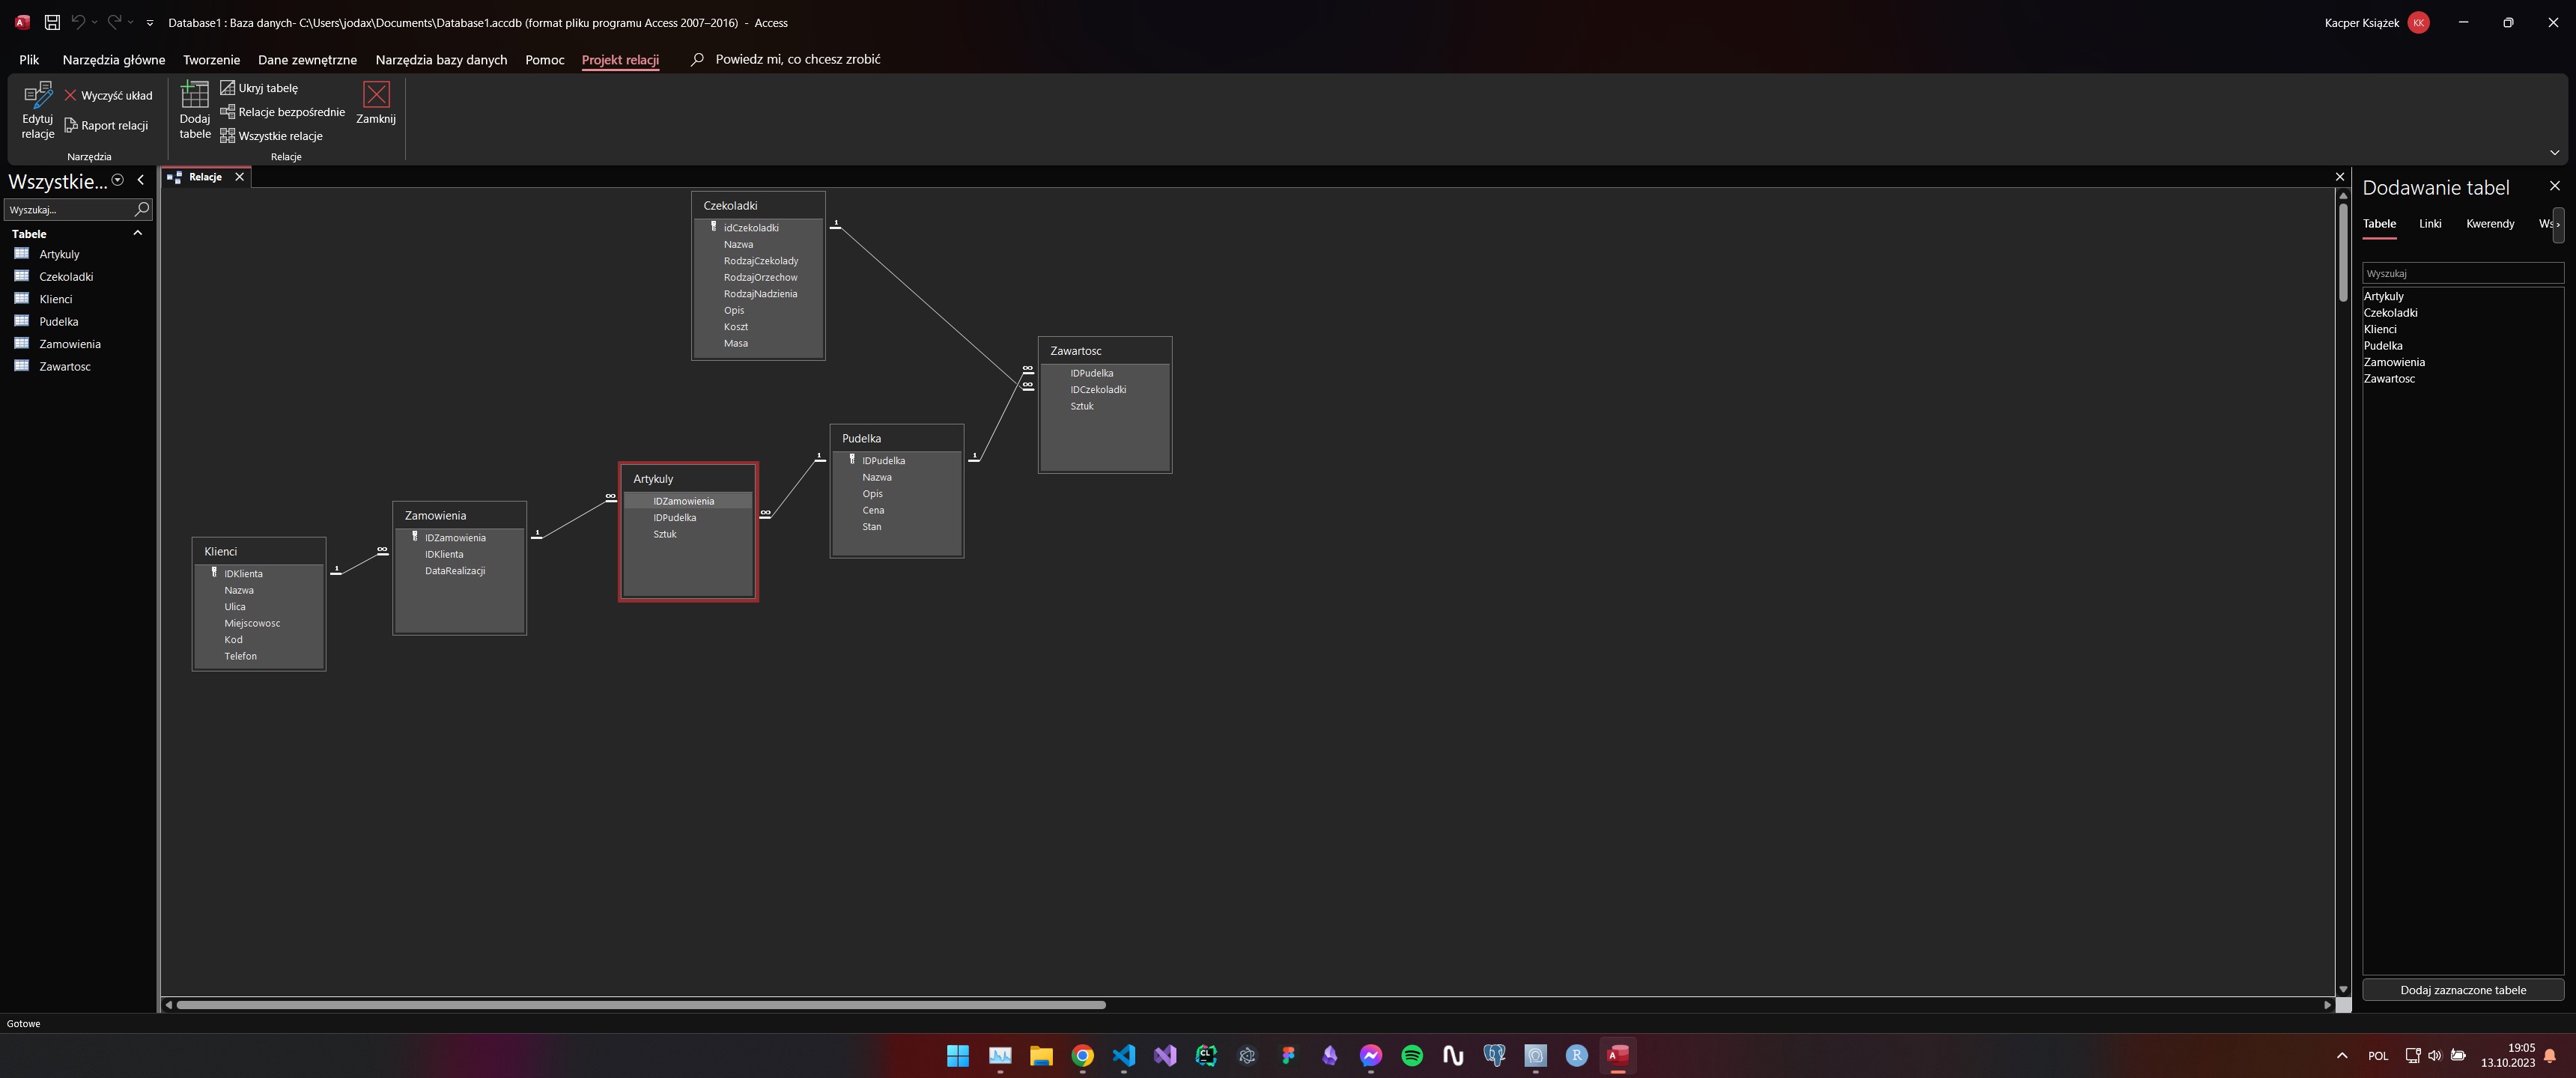 Database1 : Baza danych- C:\Users\jodax\Documents\Database1.accdb (format pliku programu Access 2007–2016) - Access
Kacper Książek KK
Plik Narzędzia główne Tworzenie Dane zewnętrzne Narzędzia bazy danych Pomoc Projekt relacji Powiedz mi, co chcesz zrobić
Edytuj relacje
Wyczyść układ
Raport relacji
Narzędzia
Dodaj tabele
Ukryj tabelę
Relacje bezpośrednie
Wszystkie relacje
Zamknij
Relacje
Wszystkie...
Wyszukaj...
Tabele
Artykuly
Czekoladki
Klienci
Pudelka
Zamowienia
Zawartosc
Relacje
Czekoladki
idCzekoladki
Nazwa
RodzajCzekolady
RodzajOrzechow
RodzajNadzienia
Opis
Koszt
Masa
1
∞
∞
Zawartosc
IDPudelka
IDCzekoladki
Sztuk
Pudelka
IDPudelka
Nazwa
Opis
Cena
Stan
1
1
Artykuly
IDZamowienia
IDPudelka
Sztuk
∞
∞
Zamowienia
IDZamowienia
IDKlienta
DataRealizacji
1
∞
Klienci
IDKlienta
Nazwa
Ulica
Miejscowosc
Kod
Telefon
1
Dodawanie tabel
Tabele Linki Kwerendy Ws
Wyszukaj
Artykuly
Czekoladki
Klienci
Pudelka
Zamowienia
Zawartosc
Dodaj zaznaczone tabele
Gotowe
CL
R
A
POL
19:05
13.10.2023